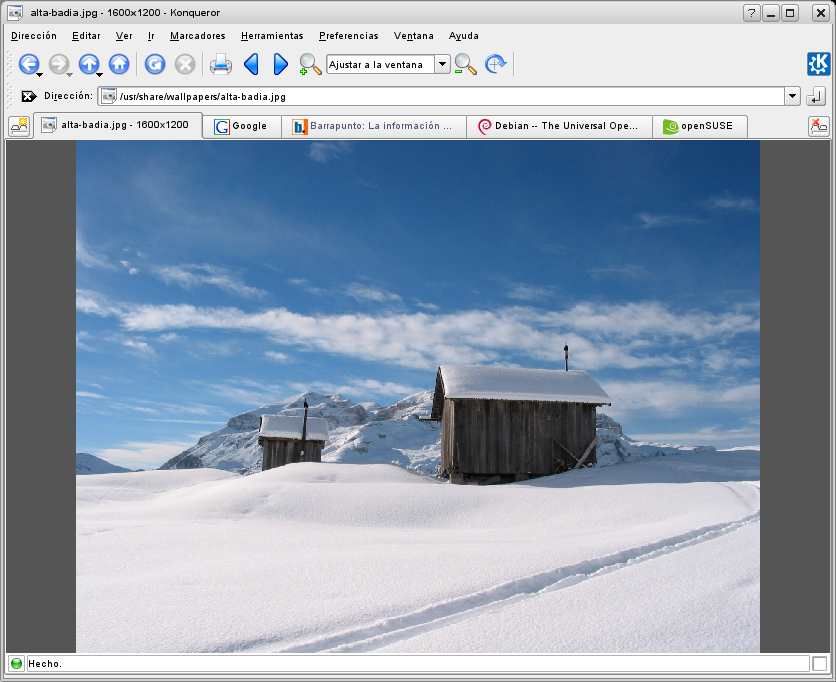 alta-badia.jpg - 1600x1200 - Konqueror
Dirección Editar Ver Ir Marcadores Herramientas Preferencias Ventana Ayuda
Ajustar a la ventana
Dirección: /usr/share/wallpapers/alta-badia.jpg
alta-badia.jpg - 1600x1200 Google Barrapunto: La información ... Debian -- The Universal Ope... openSUSE
Hecho.